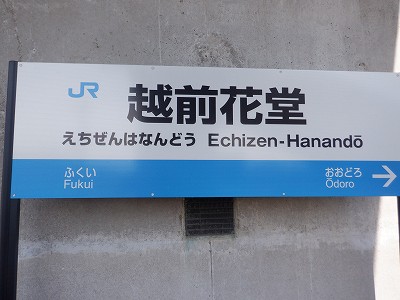 JR 越前花堂
えちぜんはなんどう Echizen-Hanandō
ふくい おおどろ
Fukui Ōdoro →